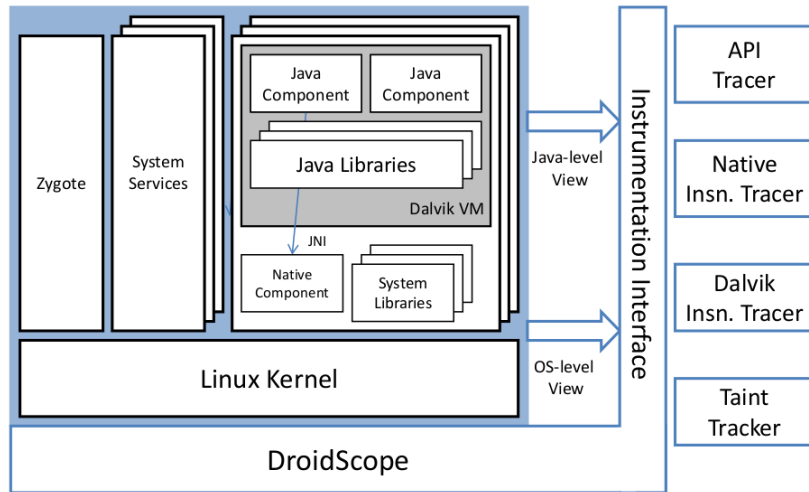 Zygote
System
Services
Java
Component
Java
Component
Java Libraries
Dalvik VM
JNI
Native
Component
System
Libraries
Linux Kernel
DroidScope
Java-level
View
OS-level
View
Instrumentation Interface
API
Tracer
Native
Insn. Tracer
Dalvik
Insn. Tracer
Taint
Tracker